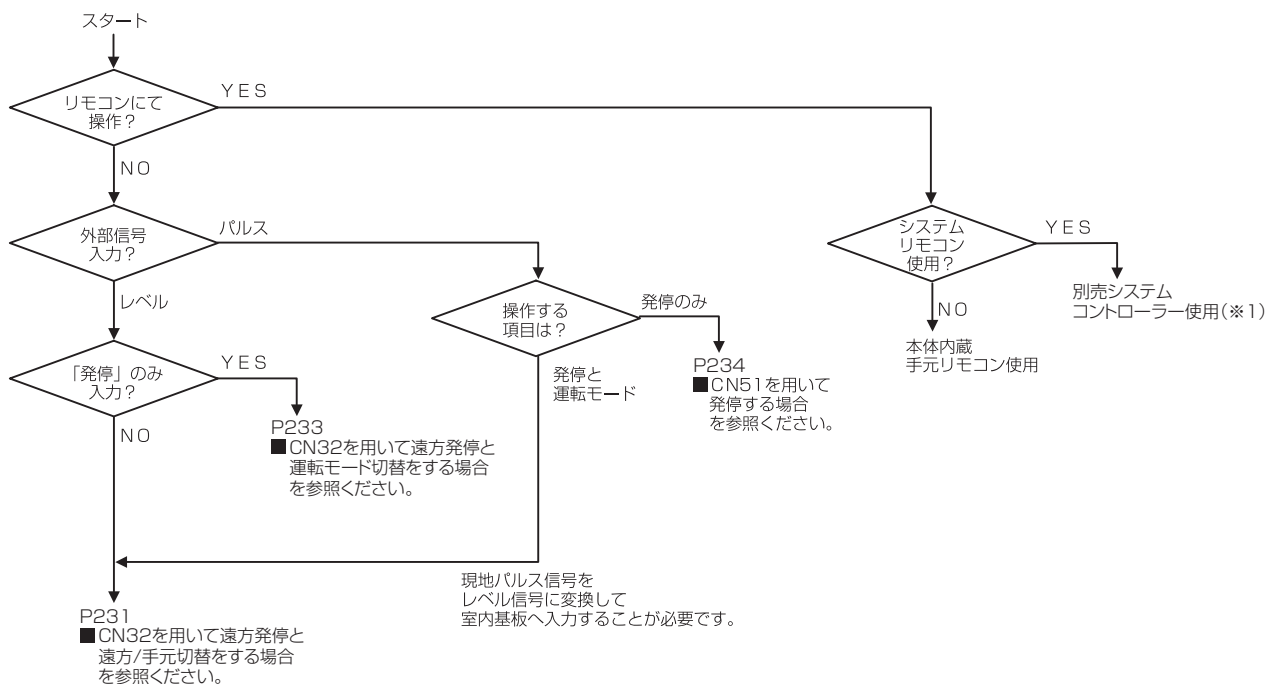 スタート
リモコンにて
操作？
ＹＥＳ
ＮＯ
外部信号
入力？
パルス
レベル
「発停」のみ
入力？
ＹＥＳ
ＮＯ
P233
■CN32を用いて遠方発停と
運転モード切替をする場合
を参照ください。
操作する
項目は？
発停のみ
発停と
運転モード
P234
■CN51を用いて
発停する場合
を参照ください。
システム
リモコン
使用？
ＹＥＳ
ＮＯ
別売システム
コントローラー使用(※1)
本体内蔵
手元リモコン使用
現地パルス信号を
レベル信号に変換して
室内基板へ入力することが必要です。
P231
■CN32を用いて遠方発停と
遠方/手元切替をする場合
を参照ください。